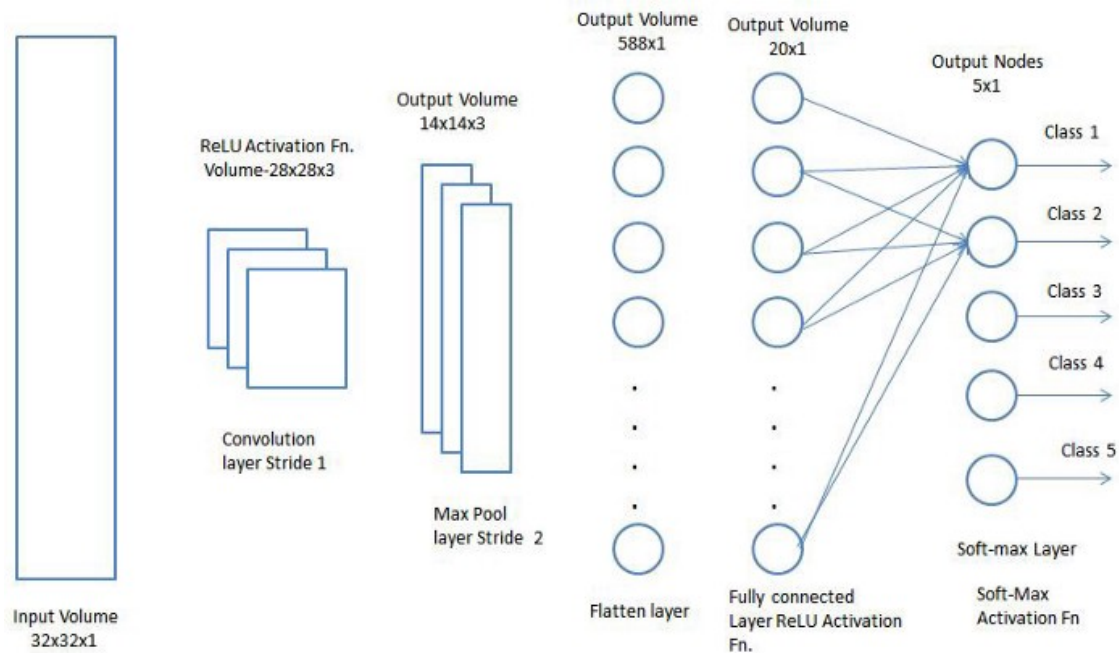 Input Volume
32x32x1
ReLU Activation Fn.
Volume-28x28x3
Convolution
layer Stride 1
Output Volume
14x14x3
Max Pool
layer Stride 2
Output Volume
588x1
Flatten layer
Output Volume
20x1
Fully connected
Layer ReLU Activation
Fn.
Output Nodes
5x1
Class 1
Class 2
Class 3
Class 4
Class 5
Soft-max Layer
Soft-Max
Activation Fn